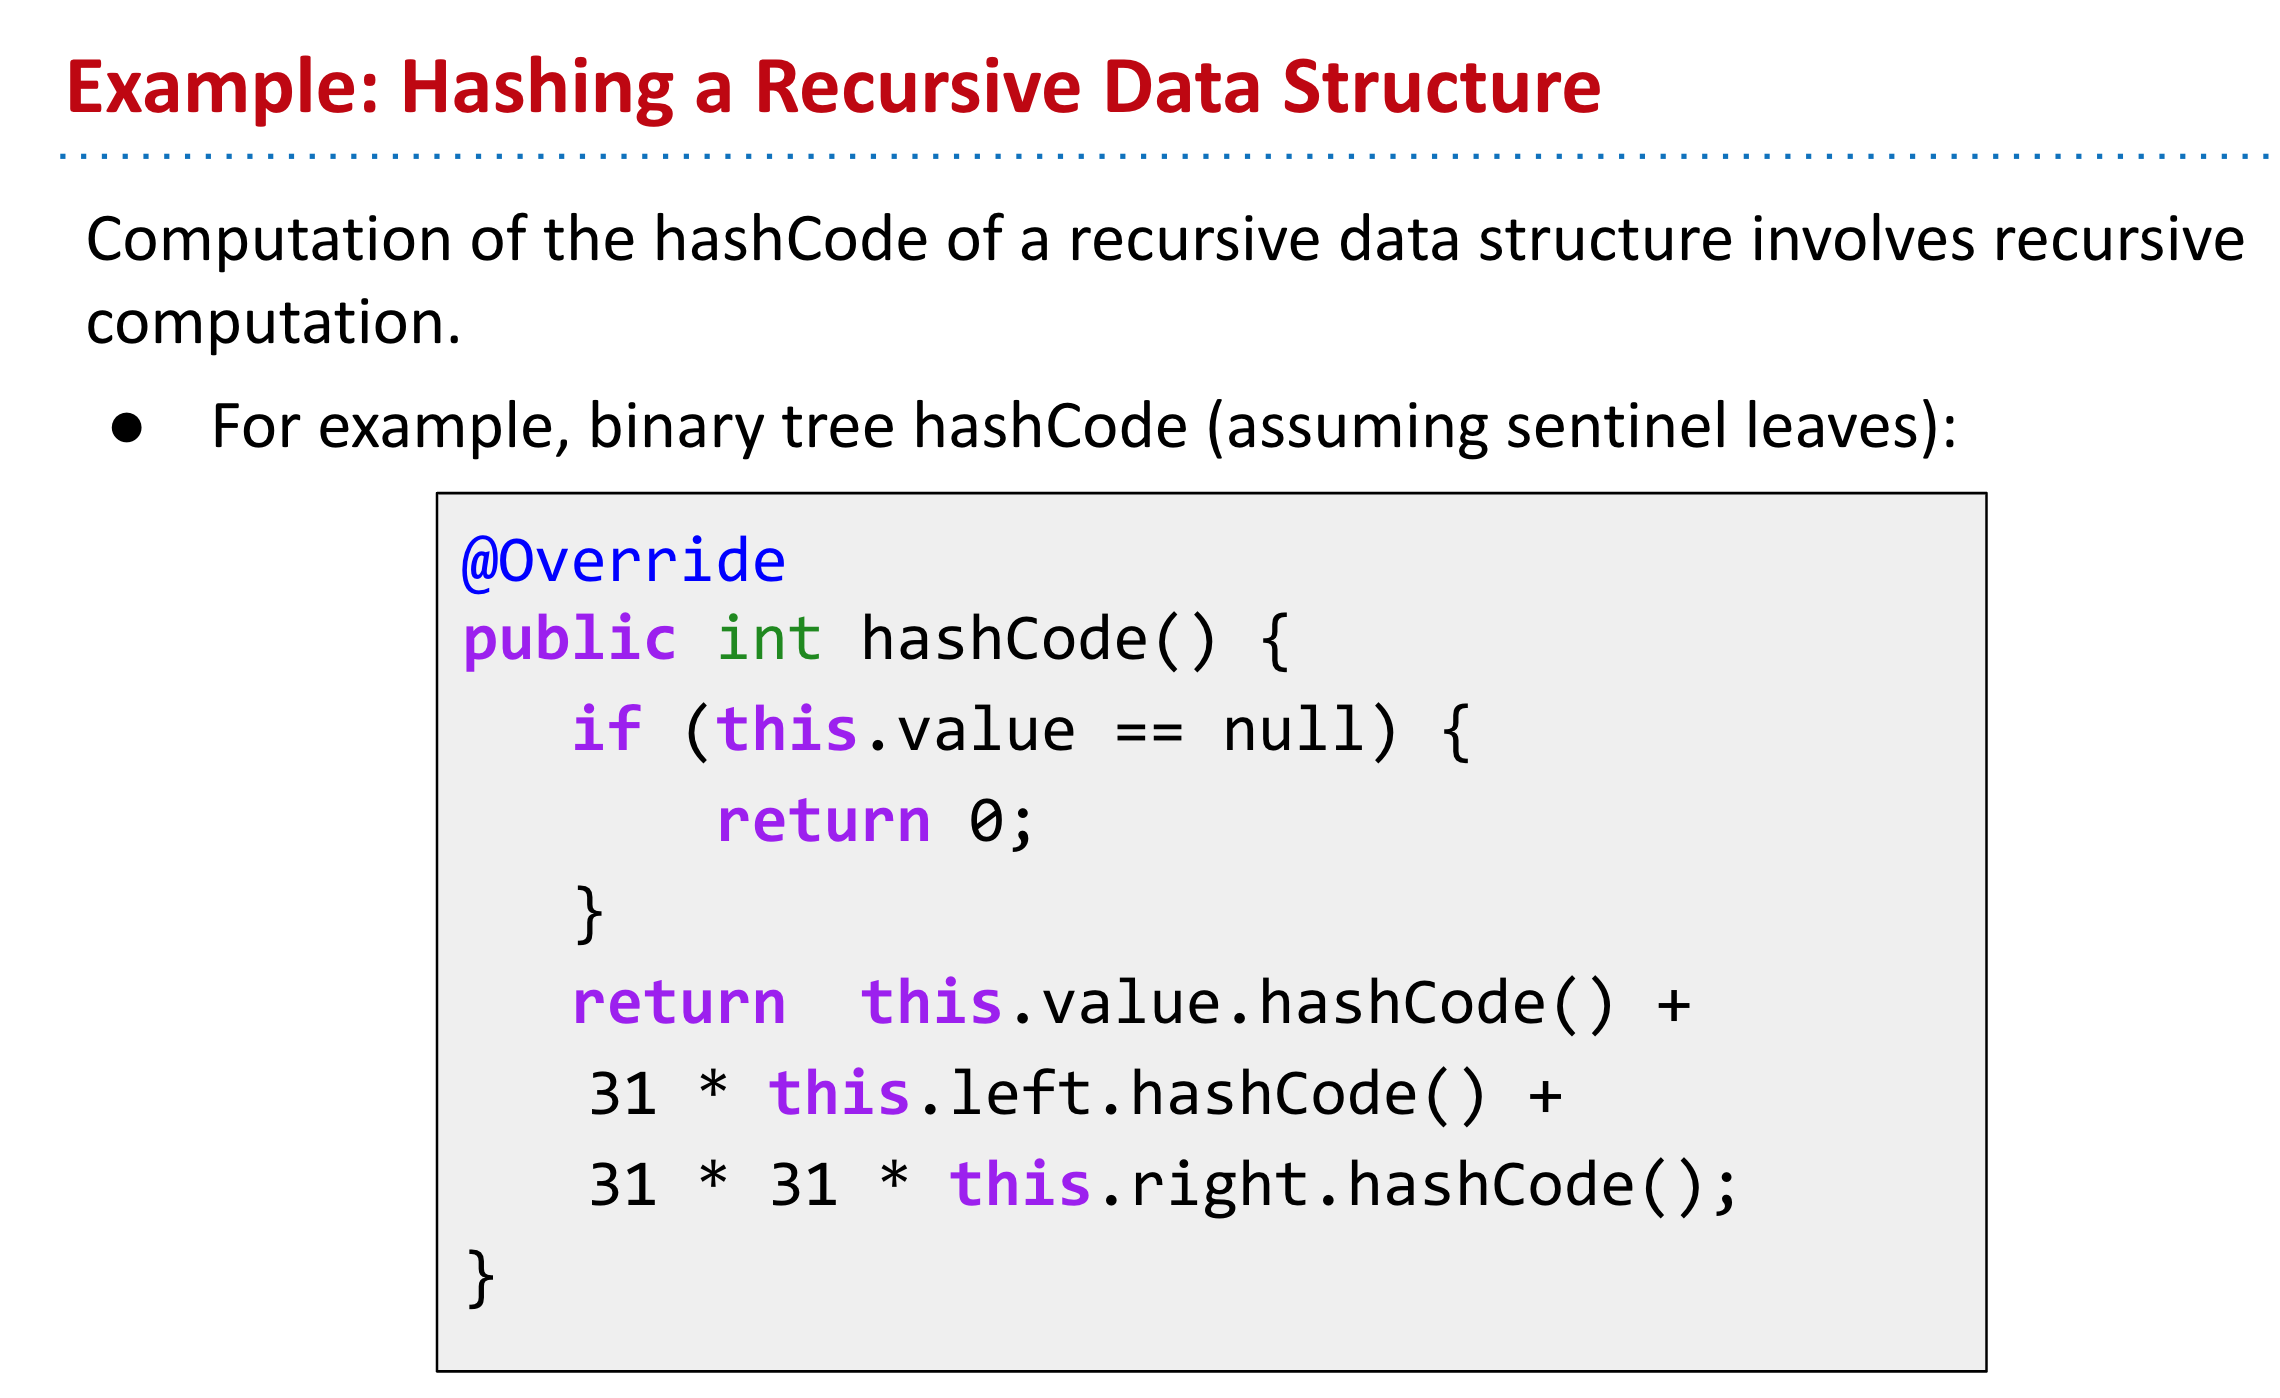 Example: Hashing a Recursive Data Structure
Computation of the hashCode of a recursive data structure involves recursive
computation.
● For example, binary tree hashCode (assuming sentinel leaves):
@Override
public int hashCode() {
   if (this.value == null) {
       return 0;
   }
   return  this.value.hashCode() +
   31 * this.left.hashCode() +
   31 * 31 * this.right.hashCode();
}